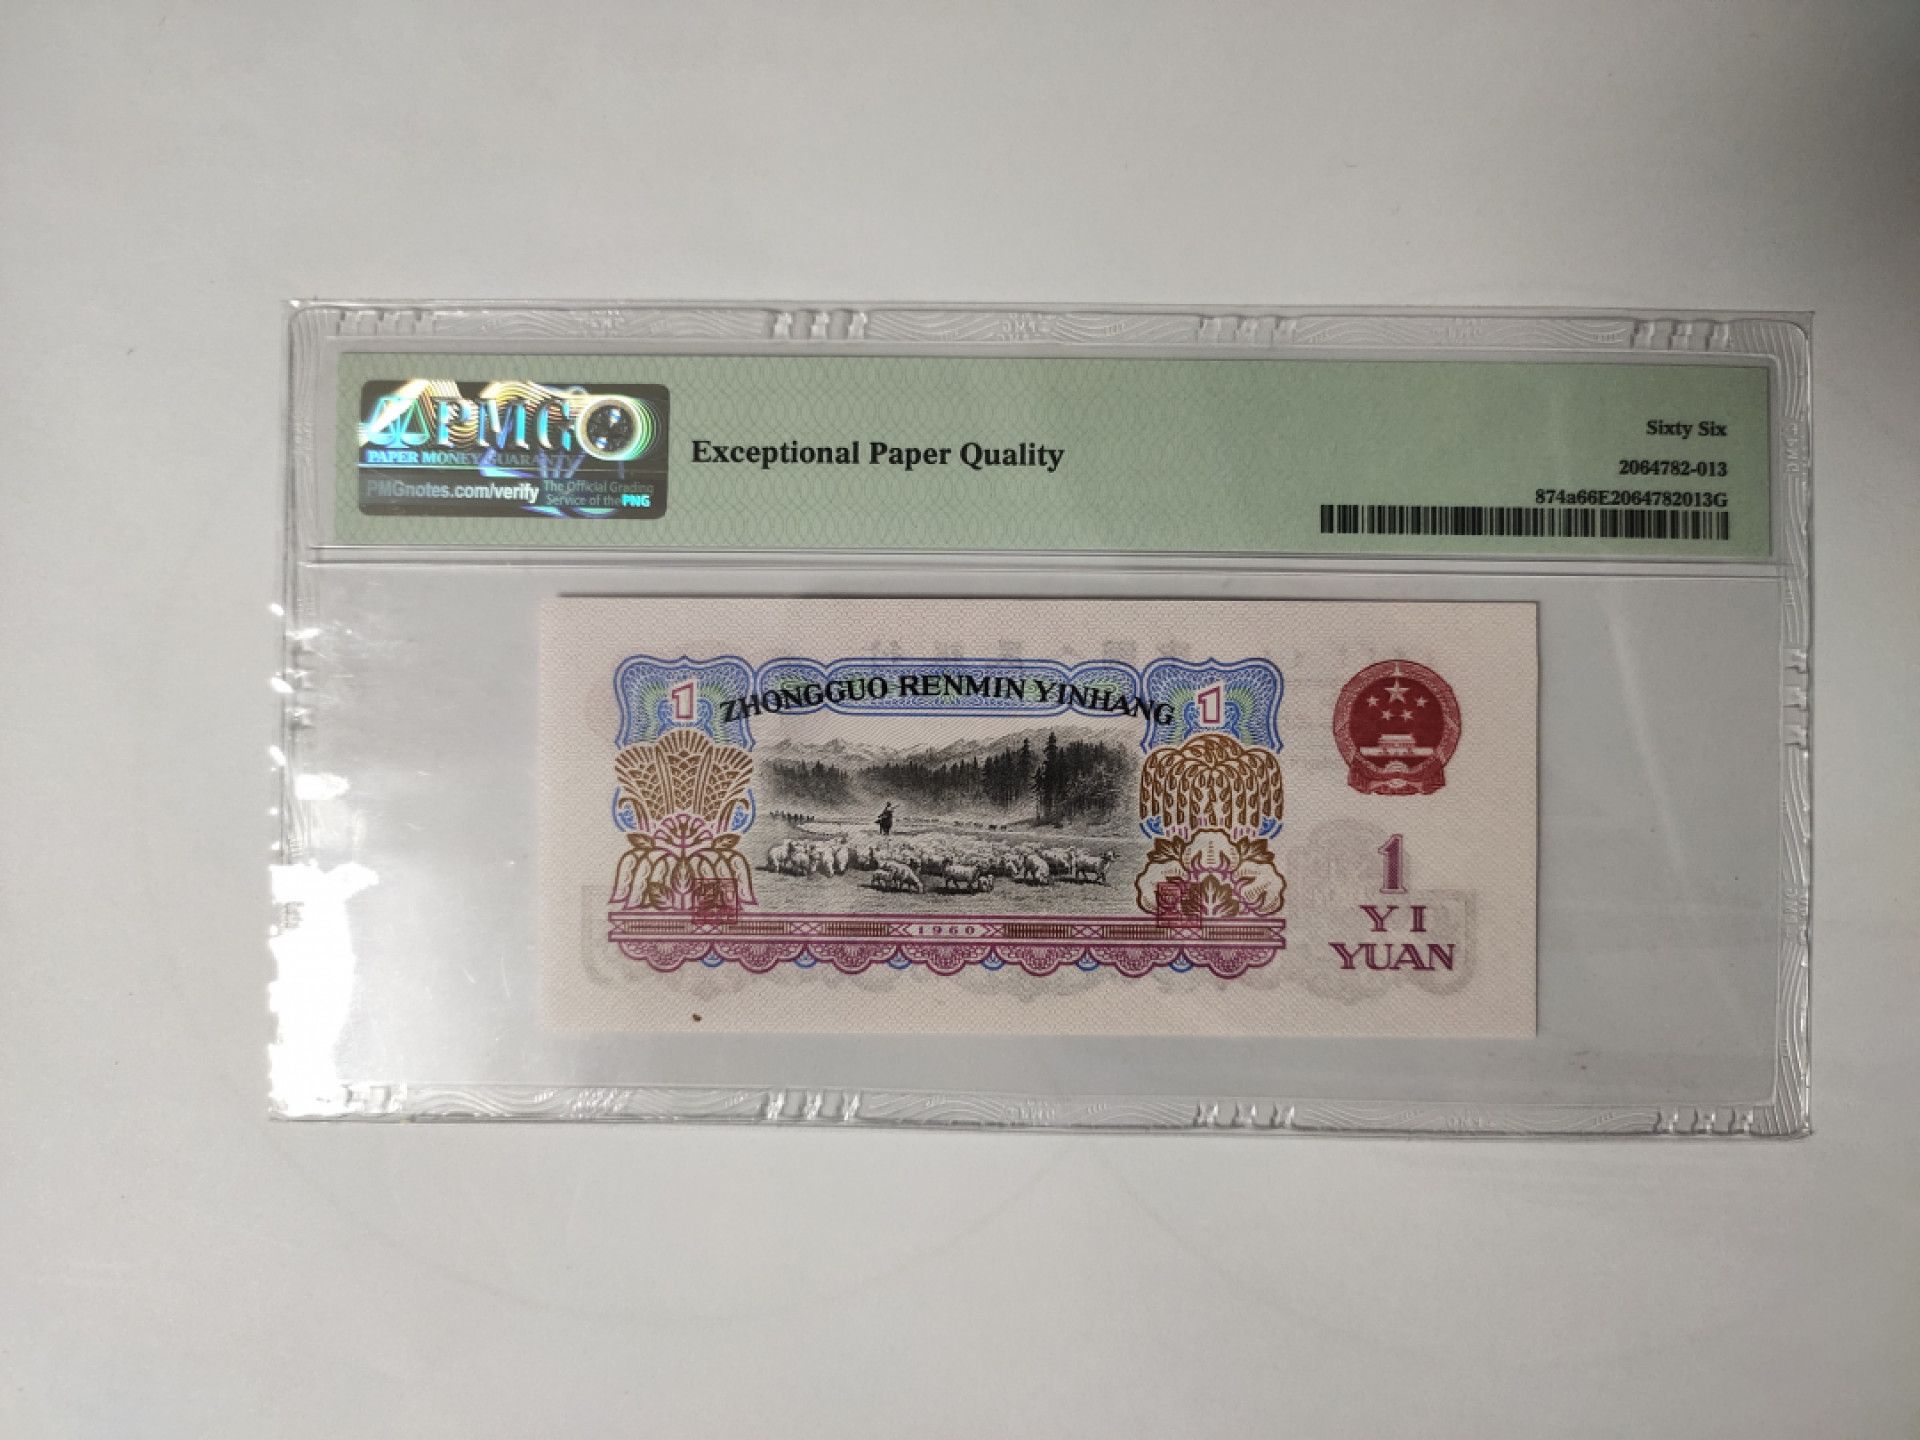 PMG
PAPER MONEY GUARANTY
PMGnotes.com/verify
The Official Grading
Service of the PNG
Exceptional Paper Quality
Sixty Six
2064782-013
874a66E2064782013G
1 ZHONGGUO RENMIN YINHANG 1
1960
1
YI
YUAN